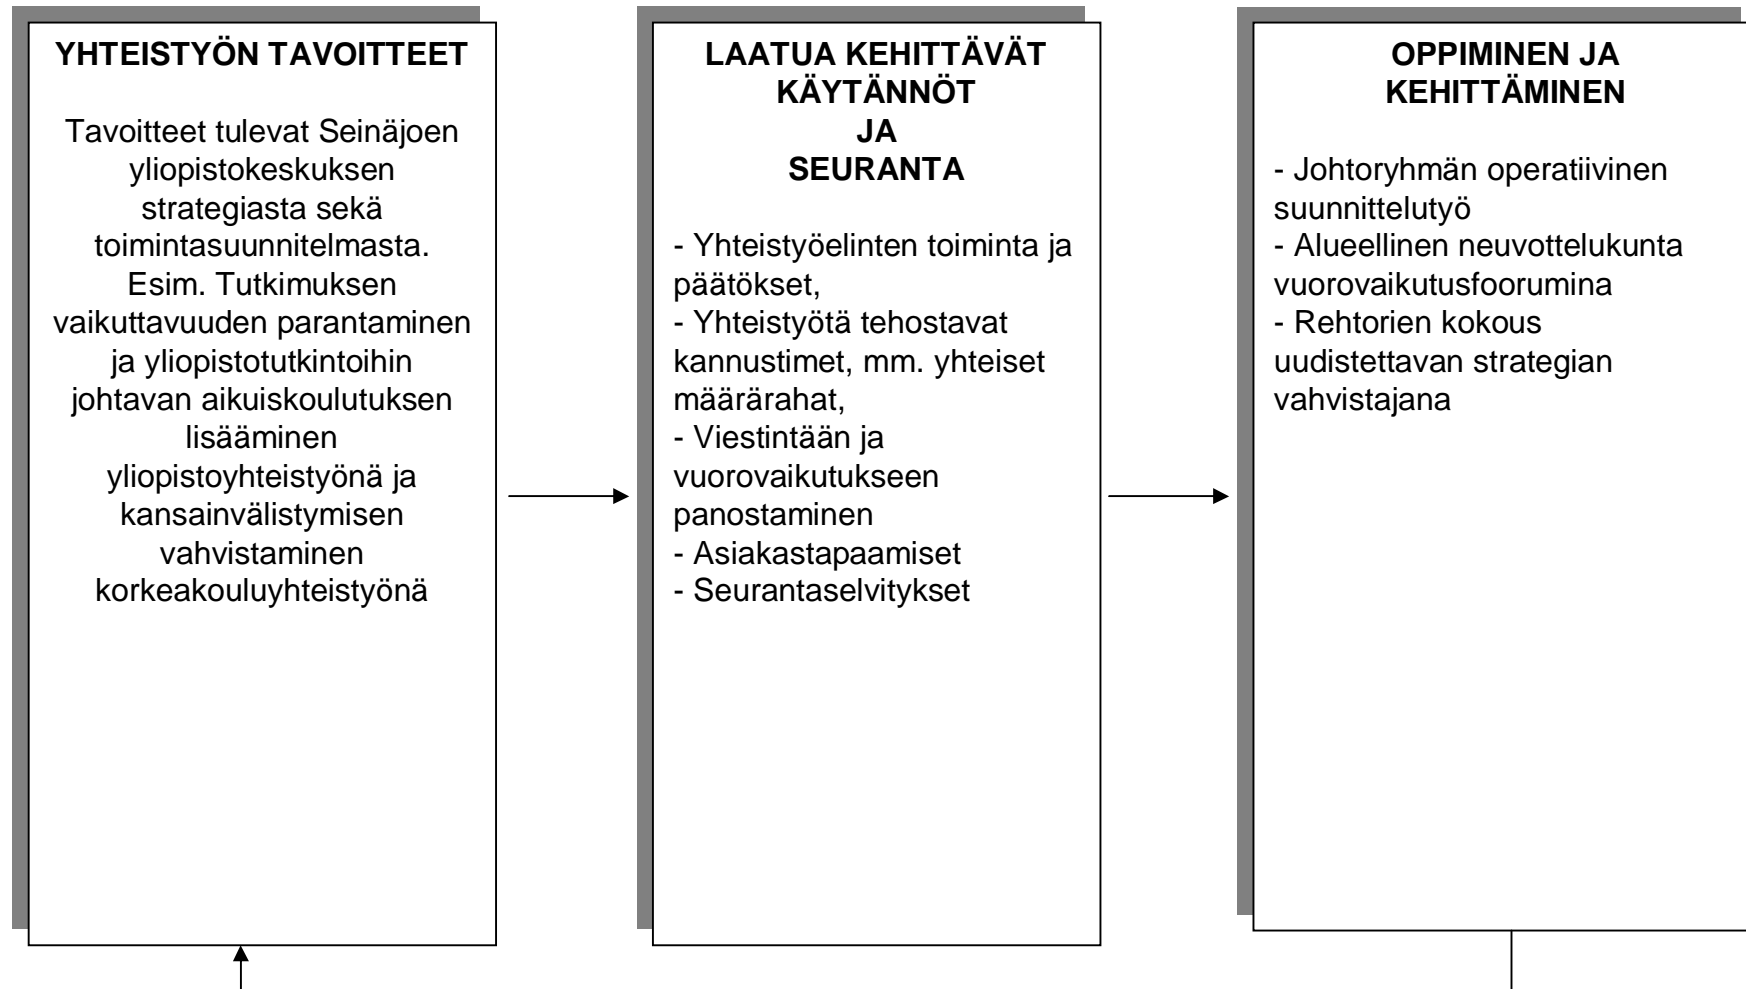 YHTEISTYÖN TAVOITTEET
Tavoitteet tulevat Seinäjoen
yliopistokeskuksen
strategiasta sekä
toimintasuunnitelmasta.
Esim. Tutkimuksen
vaikuttavuuden parantaminen
ja yliopistotutkintoihin
johtavan aikuiskoulutuksen
lisääminen
yliopistoyhteistyönä ja
kansainvälistymisen
vahvistaminen
korkeakouluyhteistyönä
LAATUA KEHITTÄVÄT
KÄYTÄNNÖT
JA
SEURANTA
- Yhteistyöelinten toiminta ja
päätökset,
- Yhteistyötä tehostavat
kannustimet, mm. yhteiset
määrärahat,
- Viestintään ja
vuorovaikutukseen
panostaminen
- Asiakastapaamiset
- Seurantaselvitykset
OPPIMINEN JA
KEHITTÄMINEN
- Johtoryhmän operatiivinen
suunnittelutyö
- Alueellinen neuvottelukunta
vuorovaikutusfoorumina
- Rehtorien kokous
uudistettavan strategian
vahvistajana